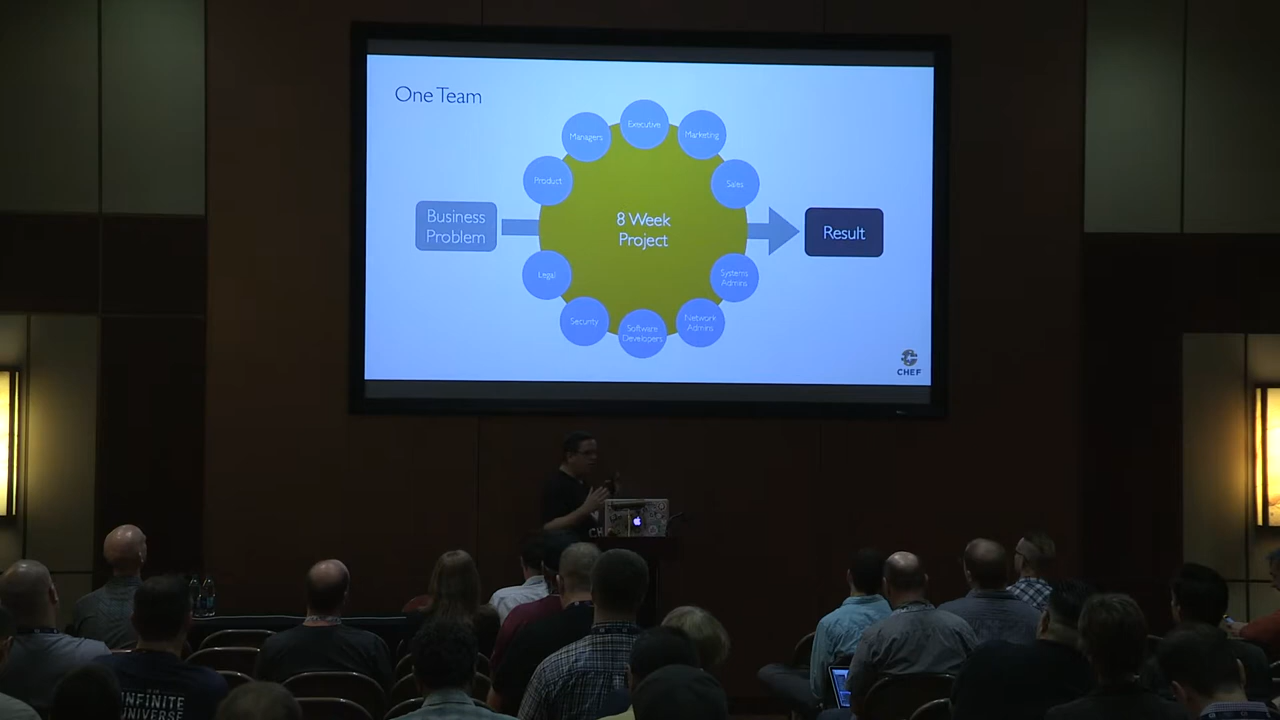 One Team
Executive
Managers
Marketing
Product
Sales
8 Week
Project
Business
Problem
Result
Legal
Systems
Admins
Security
Software
Developers
Network
Admins
CHEF
INFINITE
UNIVERSE